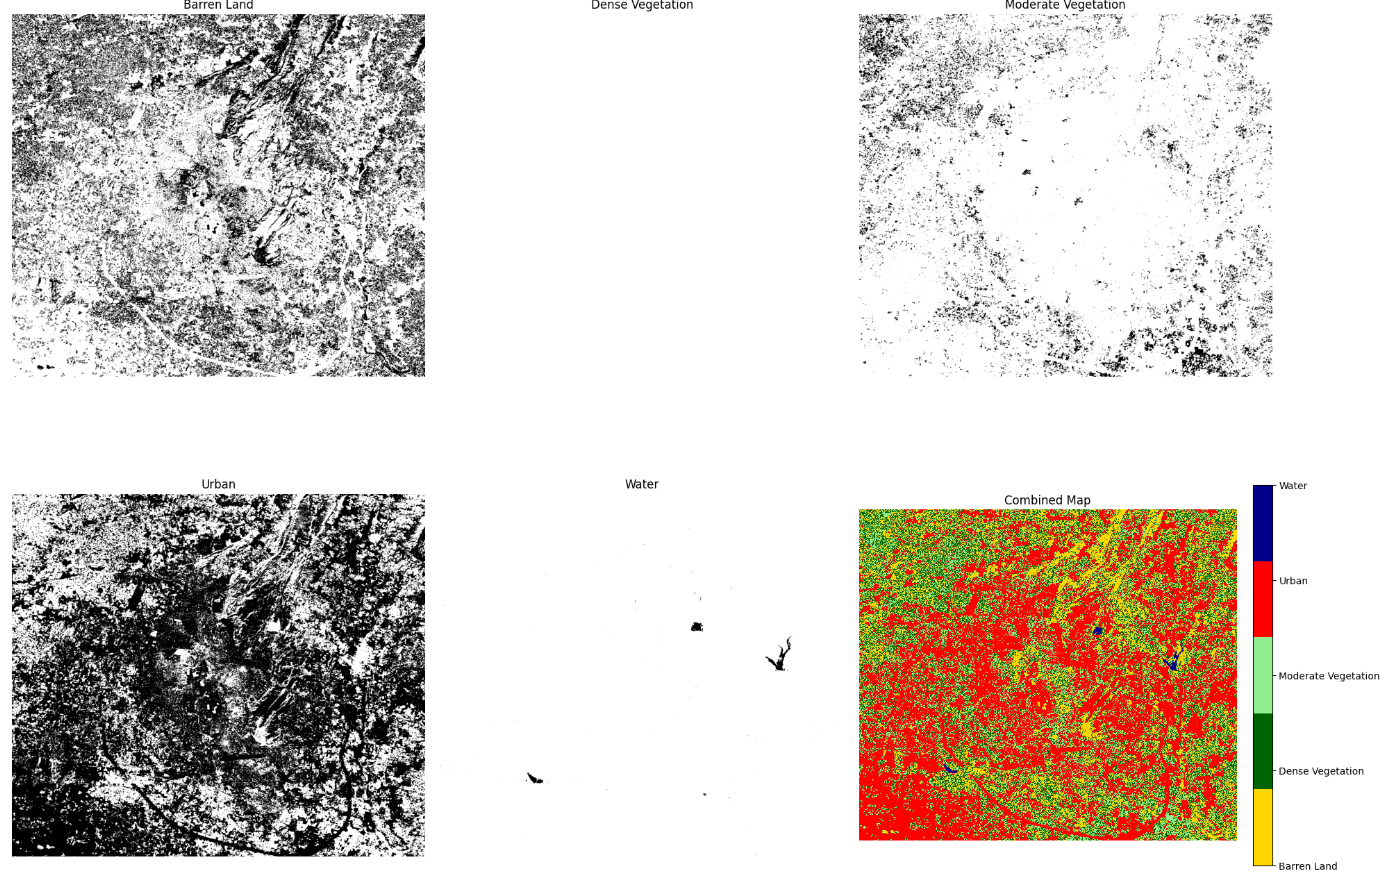 Barren Land
Dense Vegetation
Moderate Vegetation
Urban
Water
Combined Map
Water
Urban
Moderate Vegetation
Dense Vegetation
Barren Land